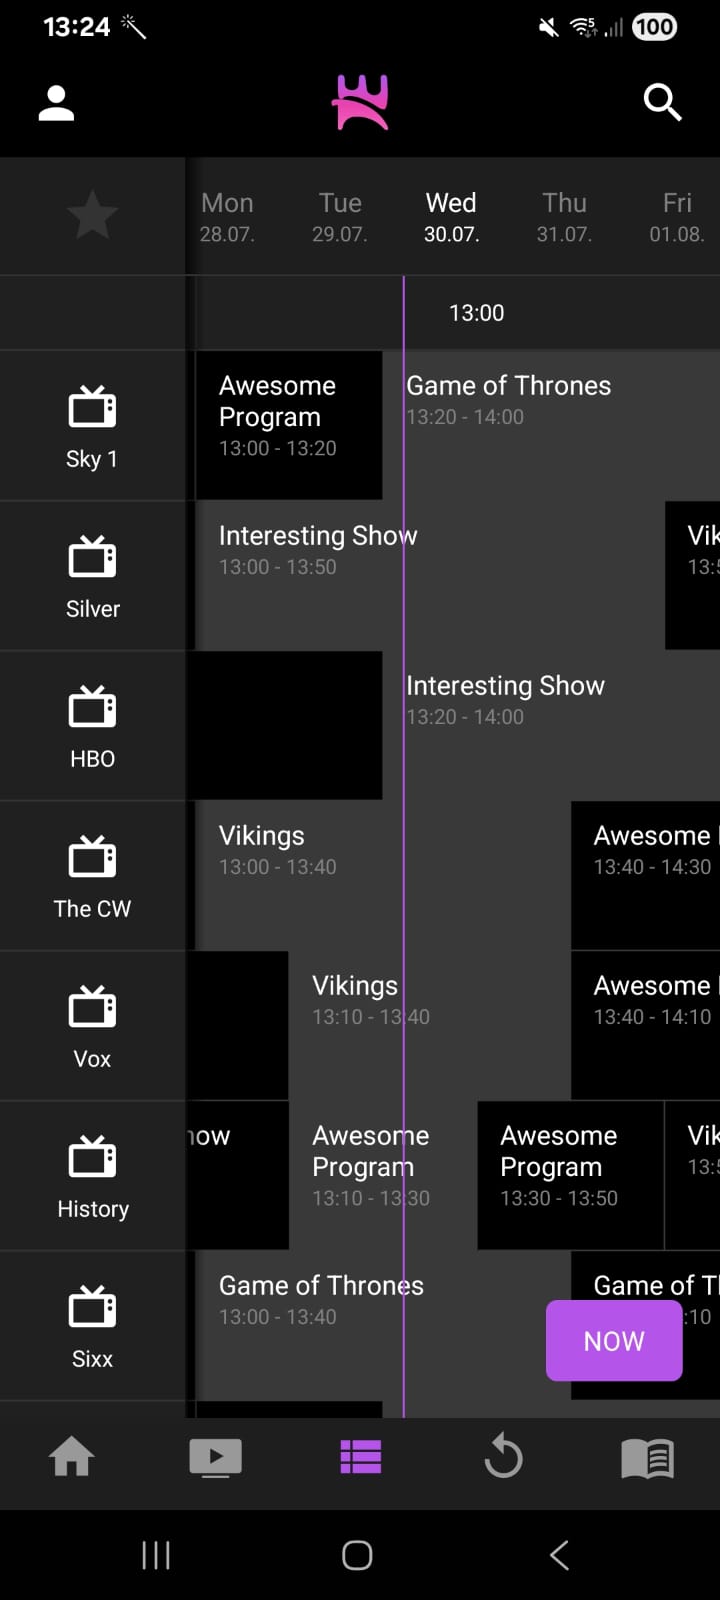 13:24
5
100
Mon
Tue
Wed
Thu
Fri
28.07.
29.07.
30.07.
31.07.
01.08.
13:00
Sky 1
Awesome
Program
13:00 - 13:20
Game of Thrones
13:20 - 14:00
Silver
Interesting Show
13:00 - 13:50
Vik
13:5
HBO
Interesting Show
13:20 - 14:00
The CW
Vikings
13:00 - 13:40
Awesome
13:40 - 14:30
Vox
Vikings
13:10 - 13:40
Awesome
13:40 - 14:10
History
how
Awesome
Program
13:10 - 13:30
Awesome
Program
13:30 - 13:50
Vik
13:5
Sixx
Game of Thrones
13:00 - 13:40
Game of T
:10
NOW